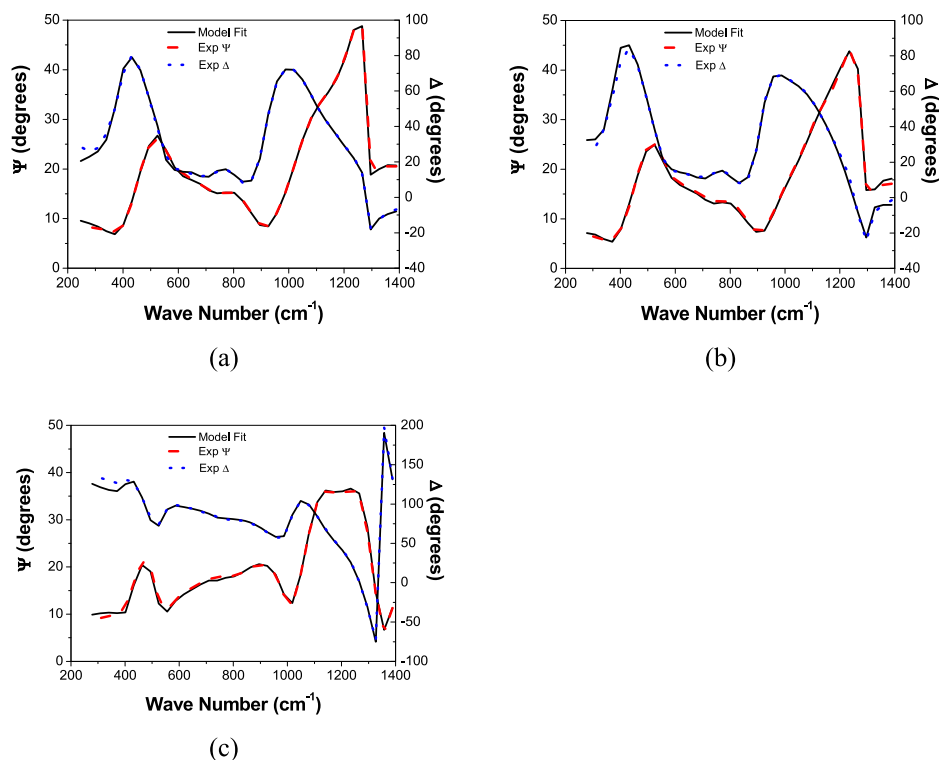 50
40
30
20
10
0
Ψ (degrees)
100
80
60
40
20
0
-20
-40
Δ (degrees)
Model Fit
Exp Ψ
Exp Δ
200 400 600 800 1000 1200 1400
Wave Number (cm⁻¹)
(a)
50
40
30
20
10
0
Ψ (degrees)
100
80
60
40
20
0
-20
-40
Δ (degrees)
Model Fit
Exp Ψ
Exp Δ
200 400 600 800 1000 1200 1400
Wave Number (cm⁻¹)
(b)
50
40
30
20
10
0
Ψ (degrees)
200
150
100
50
0
-50
-100
Δ (degrees)
Model Fit
Exp Ψ
Exp Δ
200 400 600 800 1000 1200 1400
Wave Number (cm⁻¹)
(c)